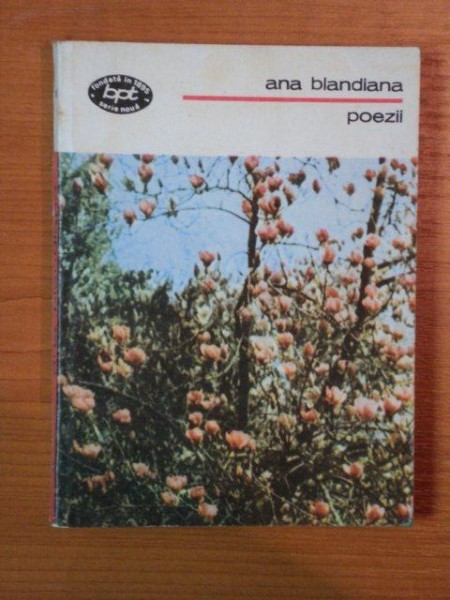 fondată în 1895
bpt
serie nouă
ana blandiana
poezii